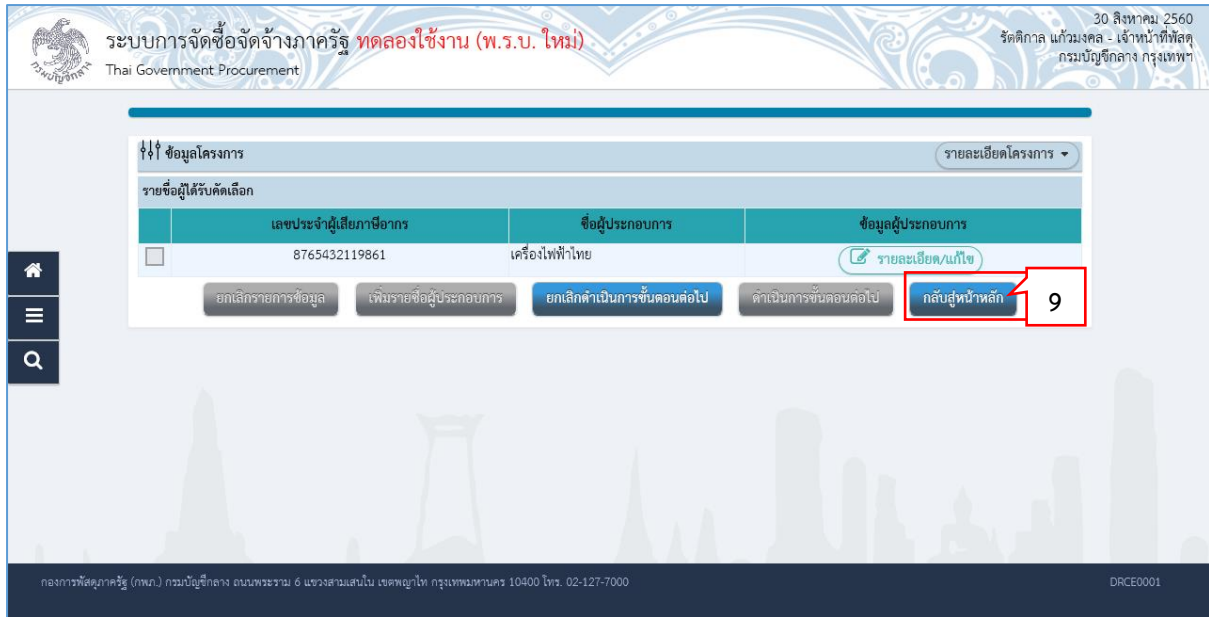 30 สิงหาคม 2560
ระบบการจัดซื้อจัดจ้างภาครัฐ ทดลองใช้งาน (พ.ร.บ. ใหม่)
รัตติกาล แก้วมงคล - เจ้าหน้าที่พัสดุ
Thai Government Procurement
กรมบัญชีกลาง กรุงเทพฯ
กรมบัญชีกลาง
ข้อมูลโครงการ
รายละเอียดโครงการ
รายชื่อผู้ได้รับคัดเลือก
เลขประจำผู้เสียภาษีอากร ชื่อผู้ประกอบการ ข้อมูลผู้ประกอบการ
8765432119861 เครื่องไฟฟ้าไทย รายละเอียด/แก้ไข
ยกเลิกรายการข้อมูล เพิ่มรายชื่อผู้ประกอบการ ยกเลิกดำเนินการขั้นตอนต่อไป ดำเนินการขั้นตอนต่อไป กลับสู่หน้าหลัก 9
กองการพัสดุภาครัฐ (กพภ.) กรมบัญชีกลาง ถนนพระราม 6 แขวงสามเสนใน เขตพญาไท กรุงเทพมหานคร 10400 โทร. 02-127-7000 DRCE0001